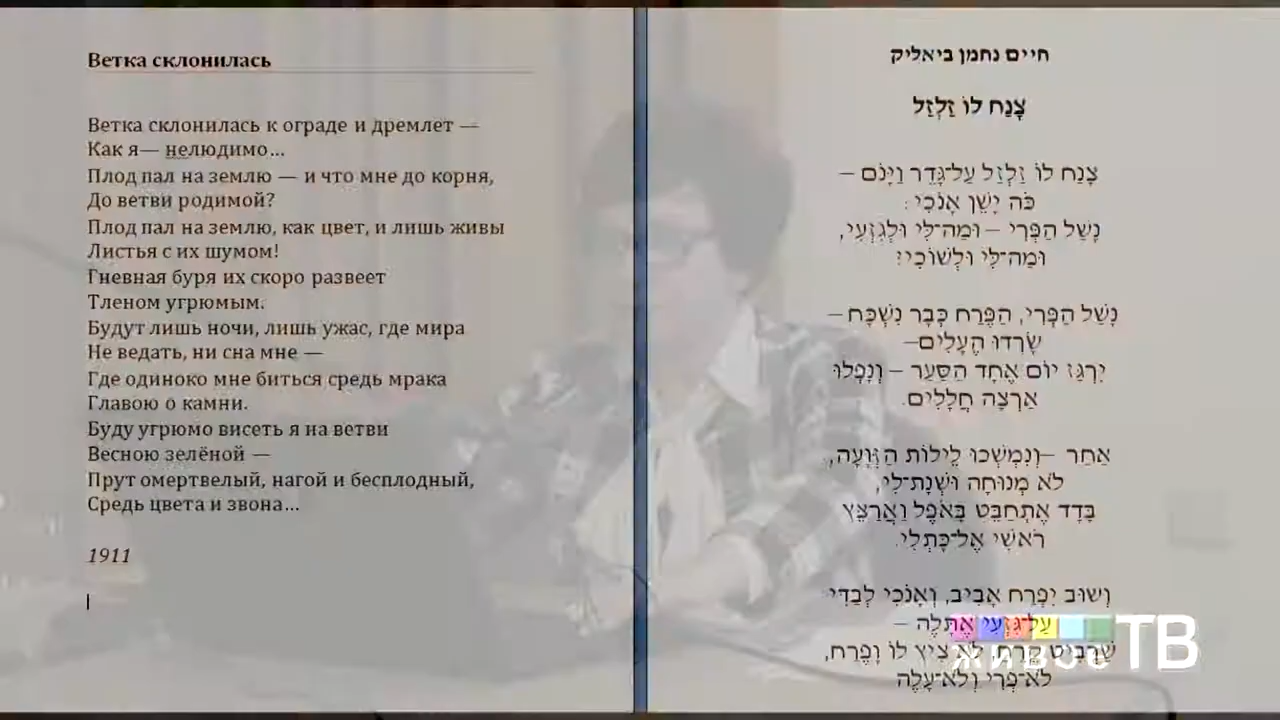 Ветка склонилась
Ветка склонилась к ограде и дремлет —
Как я— нелюдимо...
Плод пал на землю — и что мне до корня,
До ветви родимой?
Плод пал на землю, как цвет, и лишь живы
Листья с их шумом!
Гневная буря их скоро развеет
Тленом угрюмым.
Будут лишь ночи, лишь ужас, где мира
Не ведать, ни сна мне —
Где одиноко мне биться средь мрака
Главою о камни.
Буду угрюмо висеть я на ветви
Весною зелёной —
Прут омертвелый, нагой и бесплодный,
Средь цвета и звона...
1911
חיים נחמן ביאליק
צָנַח לוֹ זַלְזַל
צָנַח לוֹ זַלְזַל עַל־גָּדֵר וַיָּנֹם –
כֹּה יָשֵׁן אָנֹכִי:
נָשַׁל הַפְּרִי – וּמַה־לִּי וּלְגִזְעִי,
וּמַה־לִּי וּלְשׂוֹכִי?
נָשַׁל הַפְּרִי, הַפֶּרַח כְּבָר נִשְׁכָּח –
שָׂרְדוּ הֶעָלִים–
יִרְגַּז יוֹם אֶחָד הַסַּעַר – וְנָפְלוּ
אַרְצָה חֲלָלִים.
אַחַר –וְנִמְשְׁכוּ לֵילוֹת הַזְּוָעָה,
לֹא מְנוּחָה וּשְׁנָת־לִי,
בָּדָד אֶתְחַבֵּט בָּאֹפֶל וַאֲרַצֵּץ
רֹאשִׁי אֶל־כָּתְלִי.
וְשׁוּב יִפְרַח אָבִיב, וְאָנֹכִי לְבַדִּי
עַל־גִּזְעִי אֶתָּלֶה –
שַׁרְבִיט קֵרֵחַ, לֹא צִיץ לוֹ וָפֶרַח,
לֹא־פְרִי וְלֹא־עָלֶה
живоеТВ